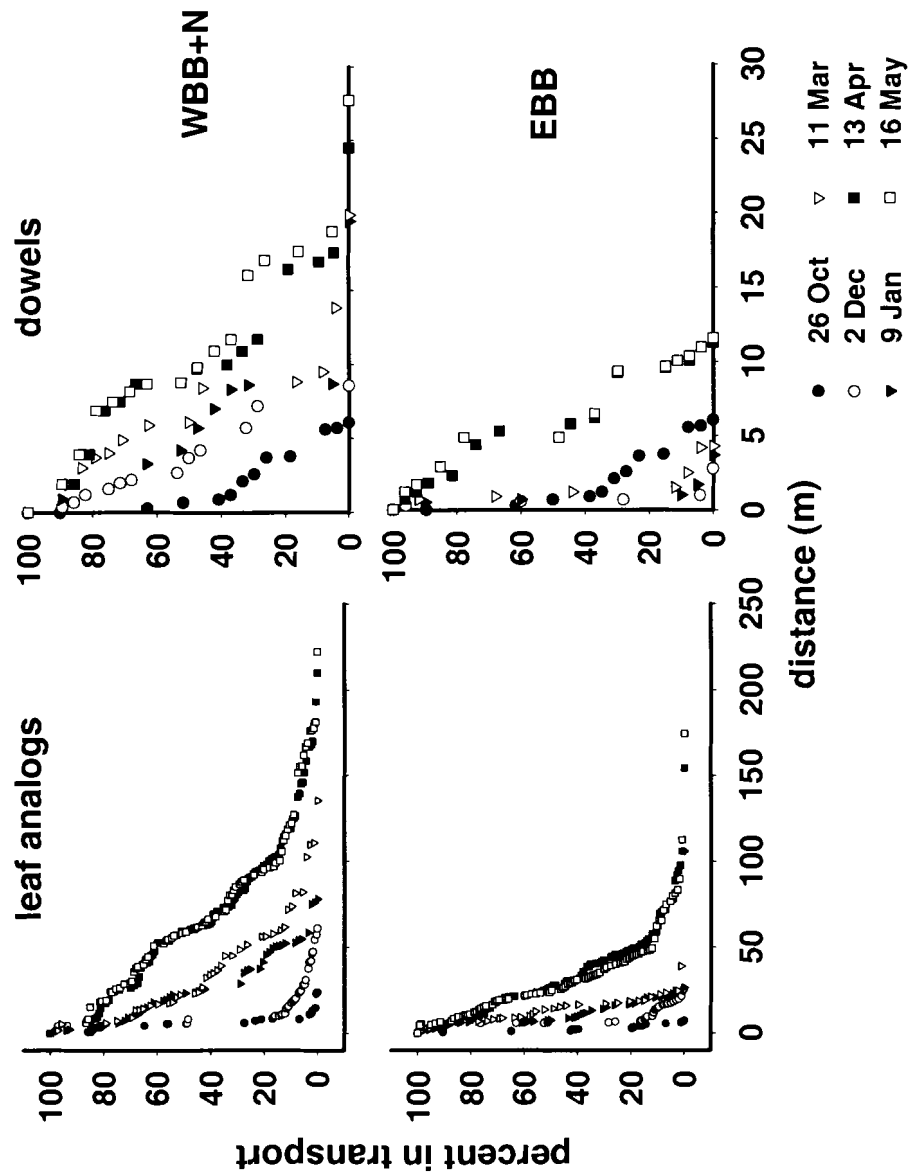 leaf analogs
dowels
100
80
60
40
20
0
100
80
60
40
20
0
WBB+N
100
80
60
40
20
0
100
80
60
40
20
0
EBB
0 50 100 150 200 250
0 5 10 15 20 25 30
percent in transport
distance (m)
26 Oct 11 Mar
2 Dec 13 Apr
9 Jan 16 May